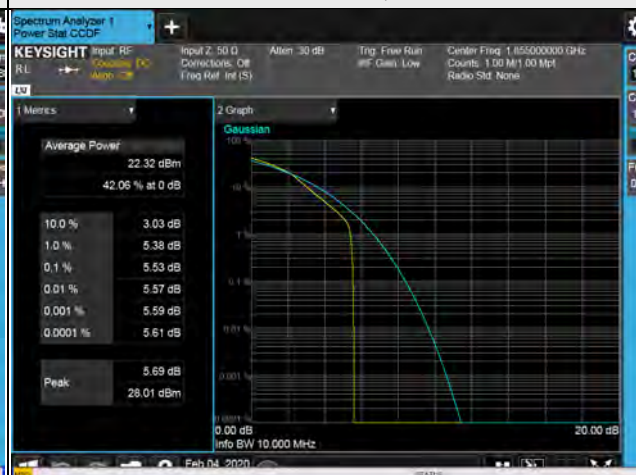 Spectrum Analyzer 1
Power Stat CCDF
KEYSIGHT
RL
Input: RF
Coupling: DC
Align: Off
Input Z: 50 Ω
Corrections: Off
Freq Ref: Int (S)
Atten: 30 dB
Trig: Free Run
IF Gain: Low
Center Freq: 1.855000000 GHz
Counts: 1.00 M/1.00 Mpt
Radio Std: None
1 Metrics
2 Graph
Average Power
22.32 dBm
42.06 % at 0 dB
10.0 % 3.03 dB
1.0 % 5.38 dB
0.1 % 5.53 dB
0.01 % 5.57 dB
0.001 % 5.59 dB
0.0001 % 5.61 dB
Peak 5.69 dB
28.01 dBm
Gaussian
100 %
10 %
1 %
0.1 %
0.01 %
0.001 %
0.0001 %
0.00 dB 20.00 dB
Info BW 10.000 MHz
Feb 04, 2020
STATUS